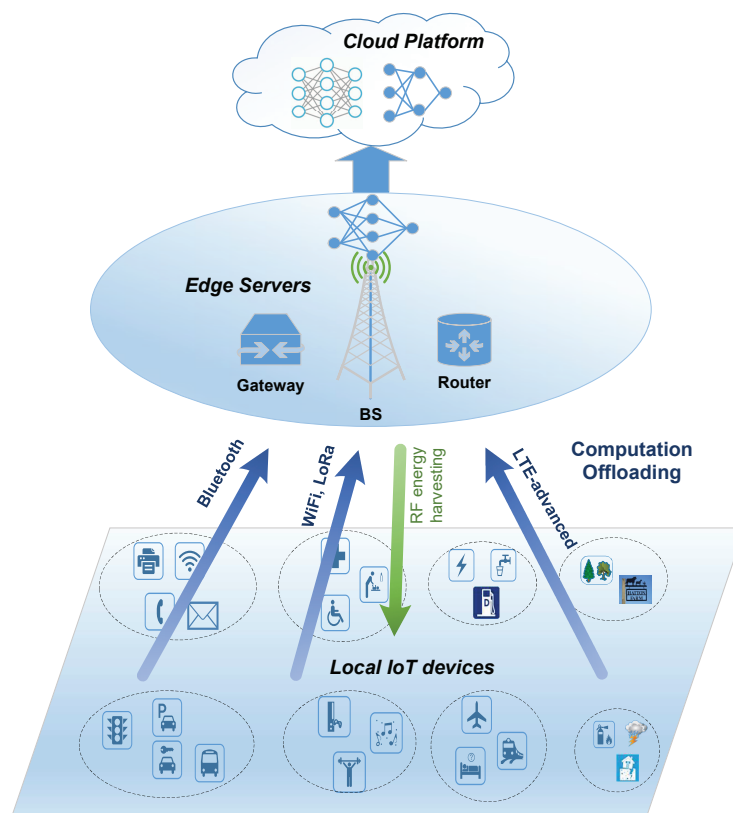 Cloud Platform
Edge Servers
Gateway
Router
BS
Bluetooth
WiFi, LoRa
RF energy
harvesting
LTE-advanced
Computation
Offloading
D
Local IoT devices
P